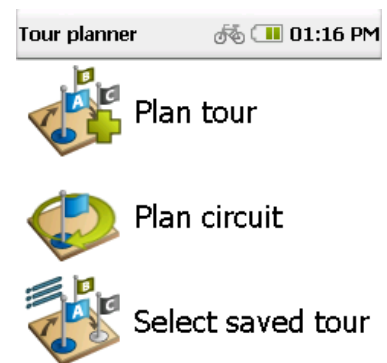 Tour planner 01:16 PM
B
A C
Plan tour
Plan circuit
B
A C
Select saved tour